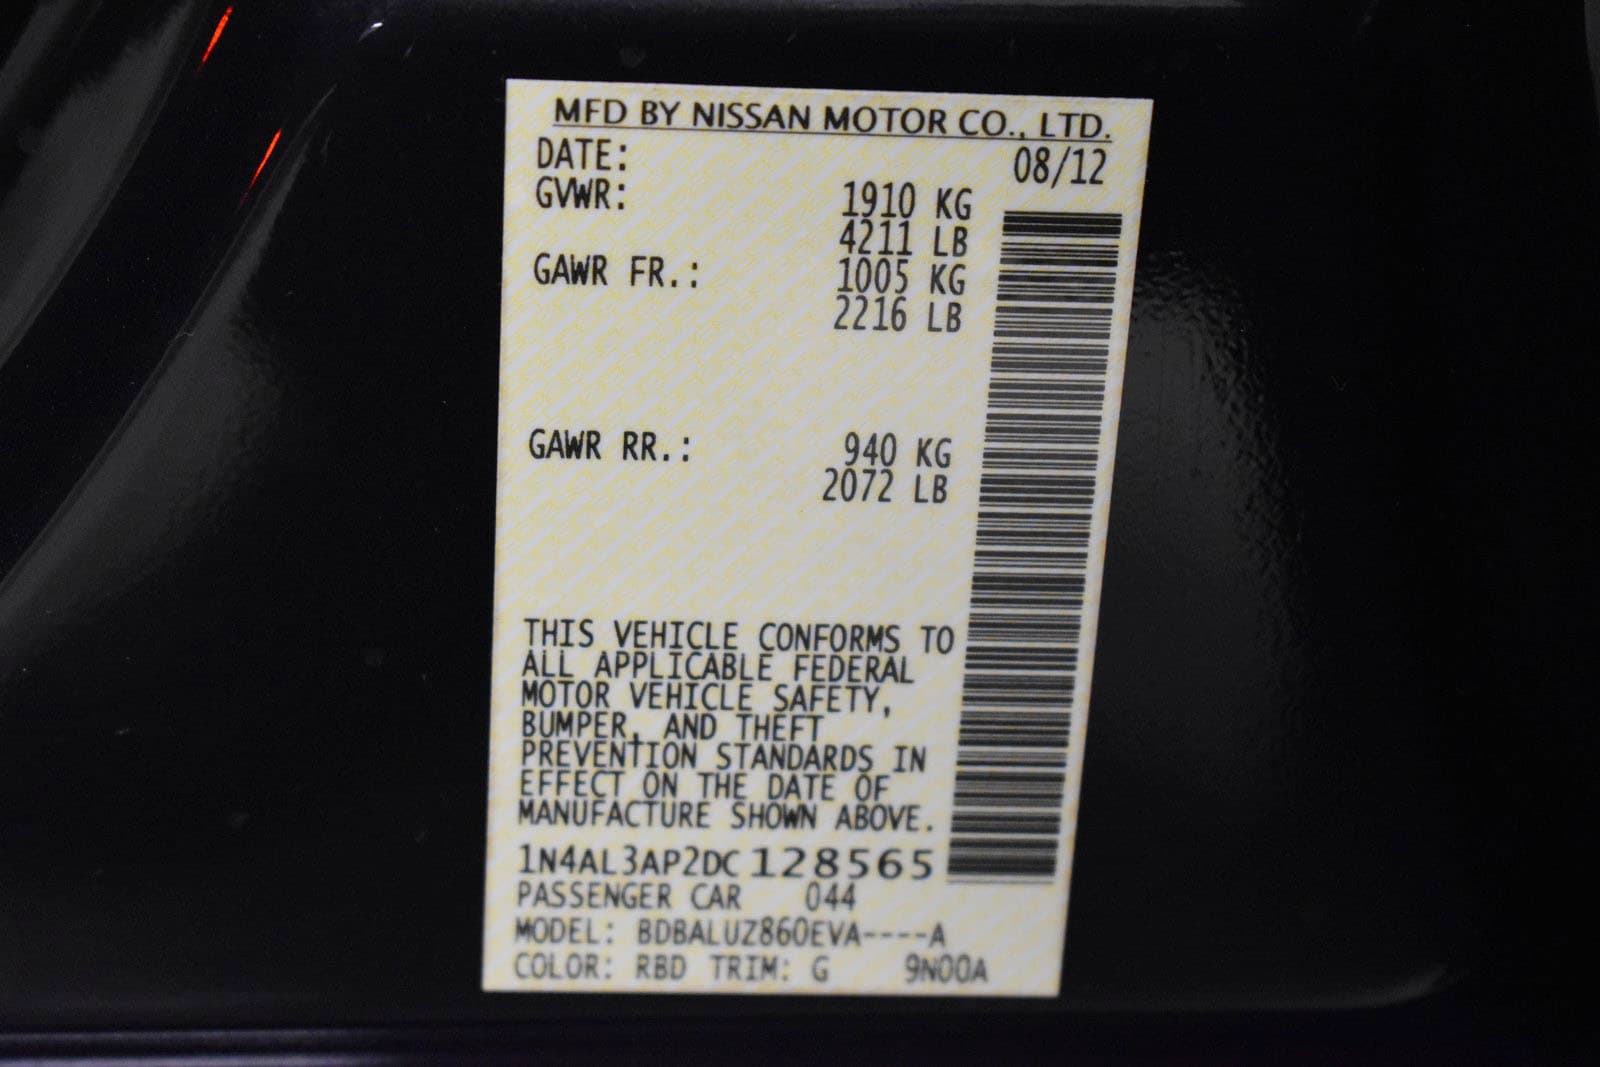 MFD BY NISSAN MOTOR CO., LTD.
DATE: 08/12
GVWR: 1910 KG
4211 LB
GAWR FR.: 1005 KG
2216 LB
GAWR RR.: 940 KG
2072 LB
THIS VEHICLE CONFORMS TO
ALL APPLICABLE FEDERAL
MOTOR VEHICLE SAFETY,
BUMPER, AND THEFT
PREVENTION STANDARDS IN
EFFECT ON THE DATE OF
MANUFACTURE SHOWN ABOVE.
1N4AL3AP2DC128565
PASSENGER CAR 044
MODEL: BDBALUZ860EVA----A
COLOR: RBD TRIM: G 9N00A